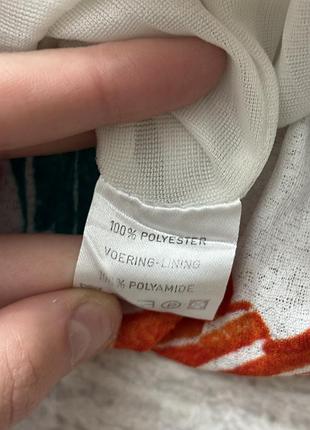 100% POLYESTER
VOERING-LINING
100% POLYAMIDE